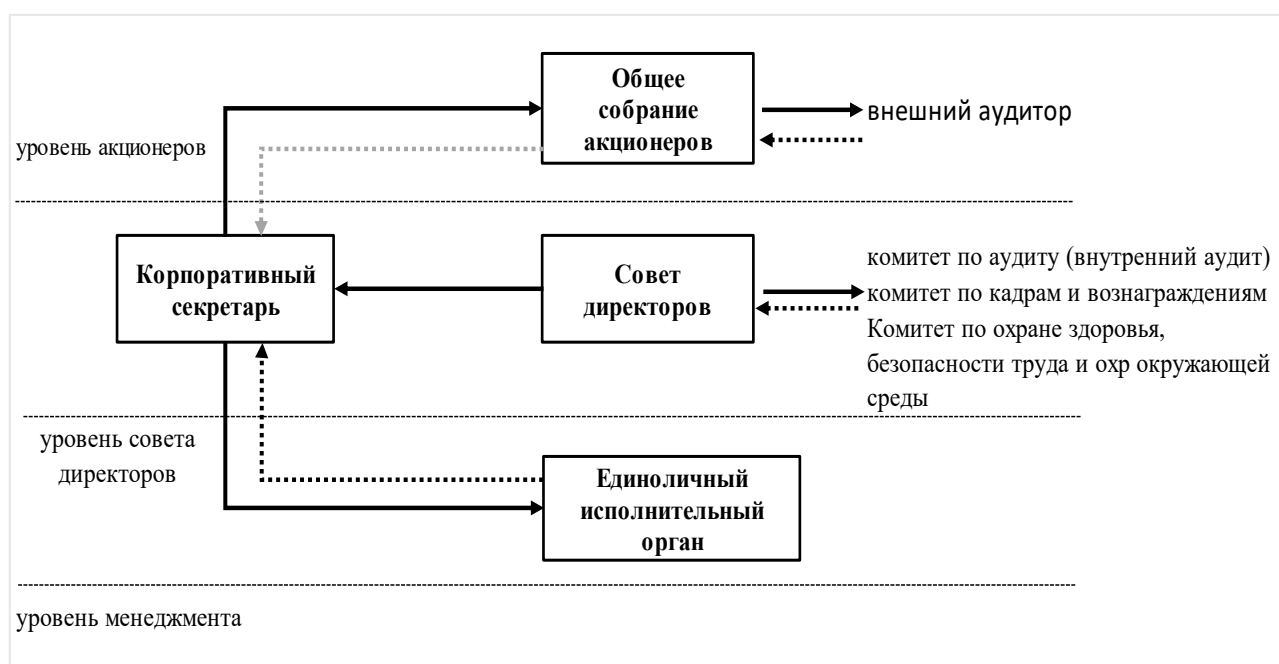 Общее
собрание
акционеров
внешний аудитор
уровень акционеров
Корпоративный
секретарь
Совет
директоров
комитет по аудиту (внутренний аудит)
комитет по кадрам и вознаграждениям
Комитет по охране здоровья,
безопасности труда и охр окружающей
среды
уровень совета
директоров
Единоличный
исполнительный
орган
уровень менеджмента